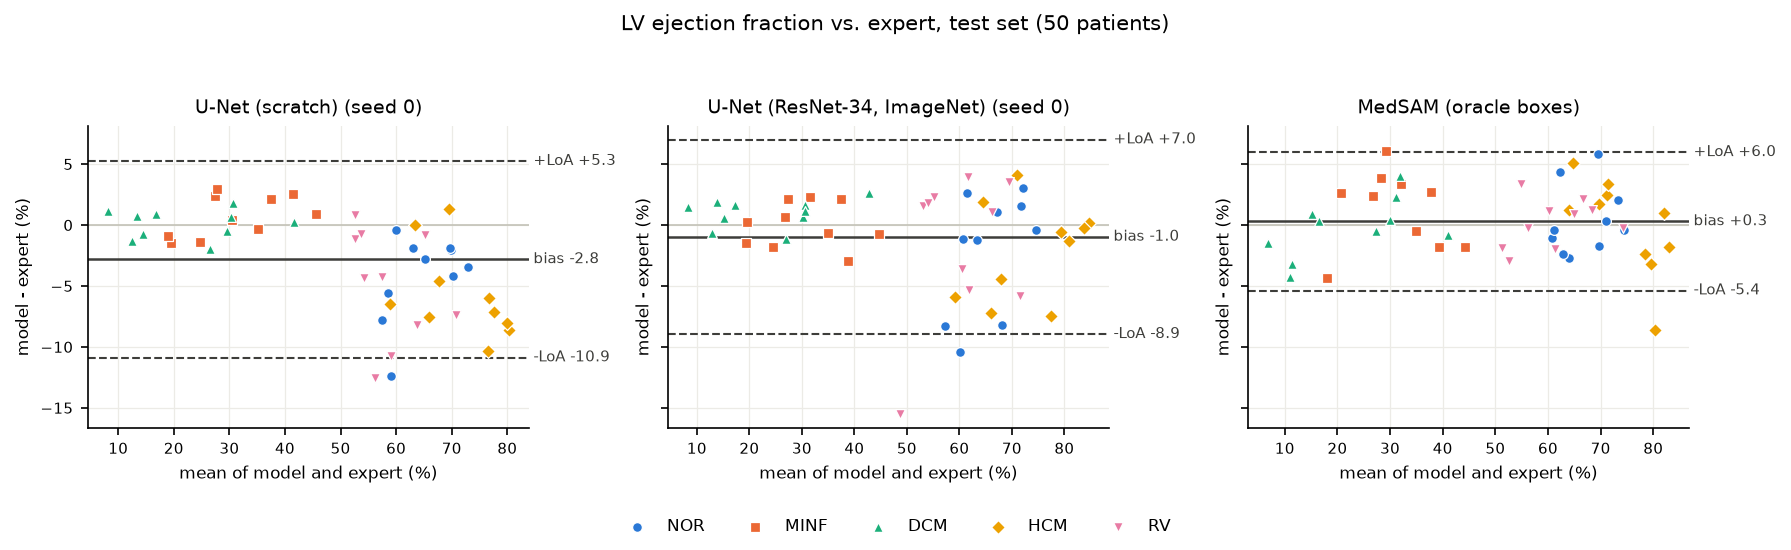 LV ejection fraction vs. expert, test set (50 patients)
U-Net (scratch) (seed 0)
model - expert (%)
5
0
−5
−10
−15
+LoA +5.3
bias -2.8
-LoA -10.9
10 20 30 40 50 60 70 80
mean of model and expert (%)
U-Net (ResNet-34, ImageNet) (seed 0)
model - expert (%)
+LoA +7.0
bias -1.0
-LoA -8.9
10 20 30 40 50 60 70 80
mean of model and expert (%)
MedSAM (oracle boxes)
model - expert (%)
+LoA +6.0
bias +0.3
-LoA -5.4
10 20 30 40 50 60 70 80
mean of model and expert (%)
NOR MINF DCM HCM RV